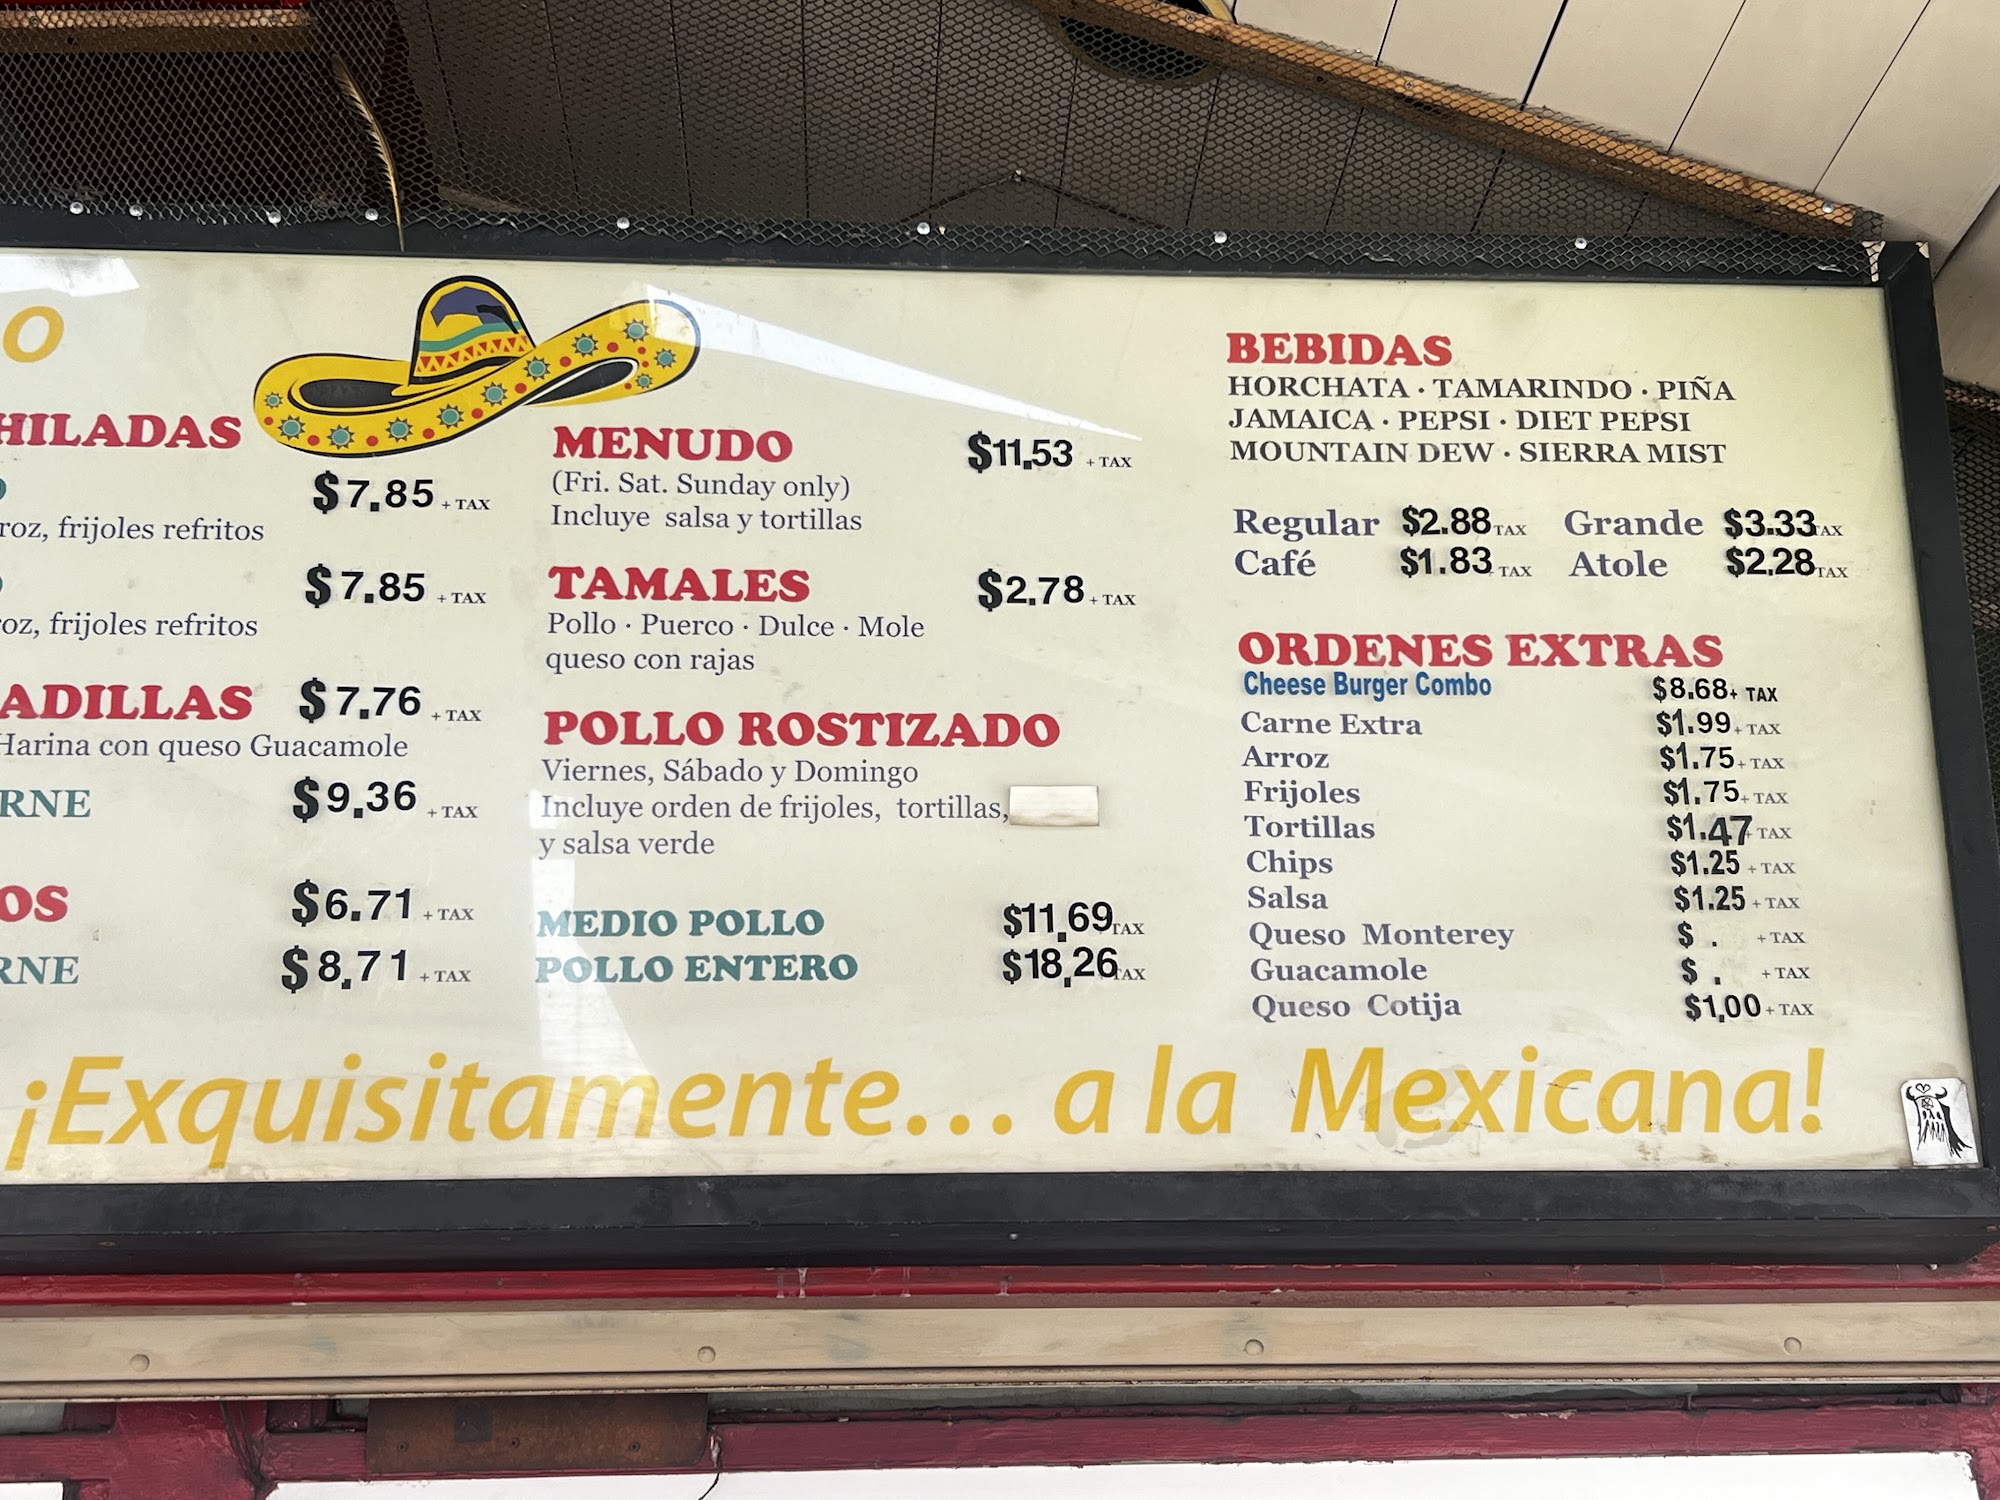 O
HILADAS
$7.85 + TAX
roz, frijoles refritos
$7.85 + TAX
oz, frijoles refritos
ADILLAS $7.76 + TAX
Harina con queso Guacamole
RNE $9.36 + TAX
OS $6.71 + TAX
RNE $8.71 + TAX
MENUDO $11.53 + TAX
(Fri. Sat. Sunday only)
Incluye salsa y tortillas
TAMALES $2.78 + TAX
Pollo · Puerco · Dulce · Mole
queso con rajas
POLLO ROSTIZADO
Viernes, Sábado y Domingo
Incluye orden de frijoles, tortillas,
y salsa verde
MEDIO POLLO $11.69 TAX
POLLO ENTERO $18,26 TAX
BEBIDAS
HORCHATA · TAMARINDO · PIÑA
JAMAICA · PEPSI · DIET PEPSI
MOUNTAIN DEW · SIERRA MIST
Regular $2.88 TAX Grande $3.33 TAX
Café $1.83 TAX Atole $2,28 TAX
ORDENES EXTRAS
Cheese Burger Combo $8.68+ TAX
Carne Extra $1.99 + TAX
Arroz $1.75 + TAX
Frijoles $1.75 + TAX
Tortillas $1.47 + TAX
Chips $1.25 + TAX
Salsa $1.25 + TAX
Queso Monterey $ . + TAX
Guacamole $ . + TAX
Queso Cotija $1,00 + TAX
¡Exquisitamente... a la Mexicana!